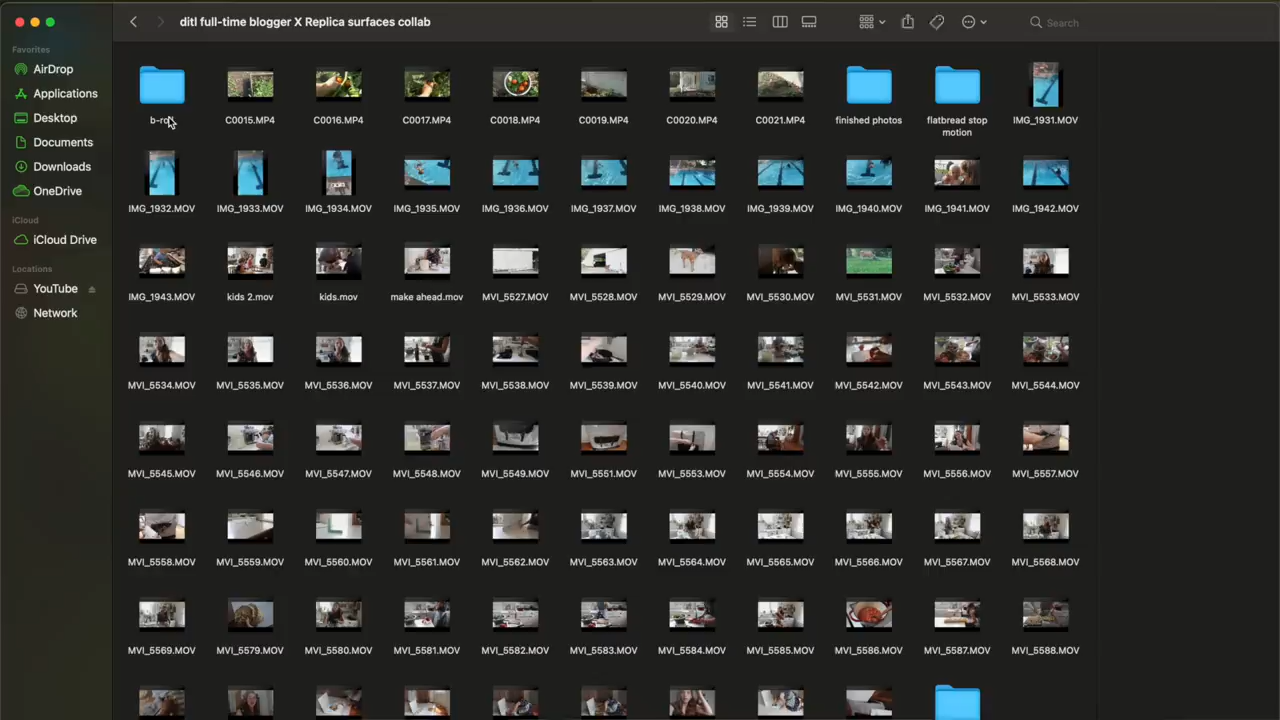 ditl full-time blogger X Replica surfaces collab
Search
Favorites
AirDrop
Applications
Desktop
Documents
Downloads
OneDrive
iCloud
iCloud Drive
Locations
YouTube
Network
b-roll C0015.MP4 C0016.MP4 C0017.MP4 C0018.MP4 C0019.MP4 C0020.MP4 C0021.MP4 finished photos flatbread stop motion IMG_1931.MOV
IMG_1932.MOV IMG_1933.MOV IMG_1934.MOV IMG_1935.MOV IMG_1936.MOV IMG_1937.MOV IMG_1938.MOV IMG_1939.MOV IMG_1940.MOV IMG_1941.MOV IMG_1942.MOV
IMG_1943.MOV kids 2.mov kids.mov make ahead.mov MVI_5527.MOV MVI_5528.MOV MVI_5529.MOV MVI_5530.MOV MVI_5531.MOV MVI_5532.MOV MVI_5533.MOV
MVI_5534.MOV MVI_5535.MOV MVI_5536.MOV MVI_5537.MOV MVI_5538.MOV MVI_5539.MOV MVI_5540.MOV MVI_5541.MOV MVI_5542.MOV MVI_5543.MOV MVI_5544.MOV
MVI_5545.MOV MVI_5546.MOV MVI_5547.MOV MVI_5548.MOV MVI_5549.MOV MVI_5551.MOV MVI_5553.MOV MVI_5554.MOV MVI_5555.MOV MVI_5556.MOV MVI_5557.MOV
MVI_5558.MOV MVI_5559.MOV MVI_5560.MOV MVI_5561.MOV MVI_5562.MOV MVI_5563.MOV MVI_5564.MOV MVI_5565.MOV MVI_5566.MOV MVI_5567.MOV MVI_5568.MOV
MVI_5569.MOV MVI_5579.MOV MVI_5580.MOV MVI_5581.MOV MVI_5582.MOV MVI_5583.MOV MVI_5584.MOV MVI_5585.MOV MVI_5586.MOV MVI_5587.MOV MVI_5588.MOV